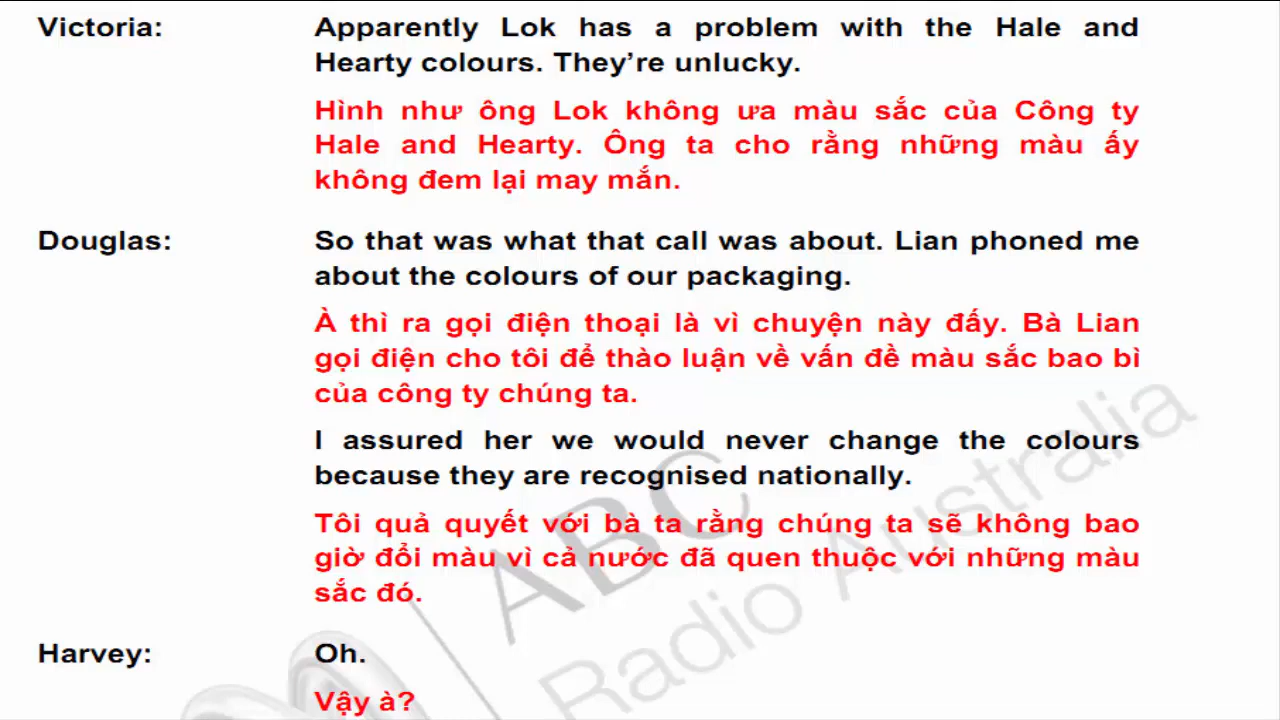 Victoria: Apparently Lok has a problem with the Hale and
Hearty colours. They’re unlucky.
Hình như ông Lok không ưa màu sắc của Công ty
Hale and Hearty. Ông ta cho rằng những màu ấy
không đem lại may mắn.
Douglas: So that was what that call was about. Lian phoned me
about the colours of our packaging.
À thì ra gọi điện thoại là vì chuyện này đấy. Bà Lian
gọi điện cho tôi để thảo luận về vấn đề màu sắc bao bì
của công ty chúng ta.
I assured her we would never change the colours
because they are recognised nationally.
Tôi quả quyết với bà ta rằng chúng ta sẽ không bao
giờ đổi màu vì cả nước đã quen thuộc với những màu
sắc đó.
Harvey: Oh.
Vậy à?
ABC
Radio Australia